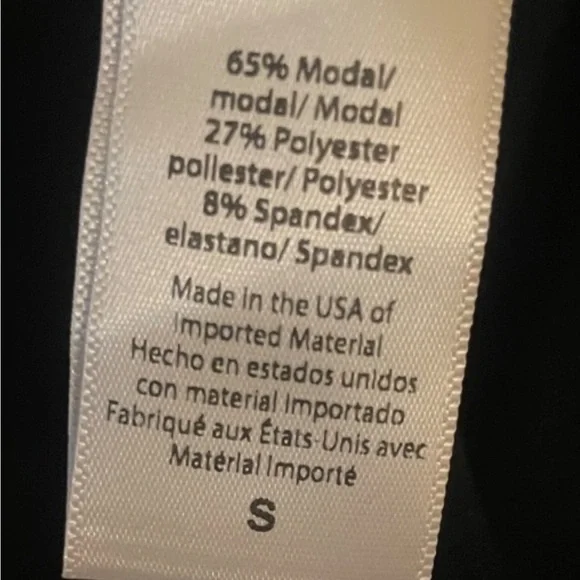 65% Modal/
modal/ Modal
27% Polyester
poliester/ Polyester
8% Spandex/
elastano/ Spandex
Made in the USA of
Imported Material
Hecho en estados unidos
con material importado
Fabriqué aux États-Unis avec
Matérial Importé
S